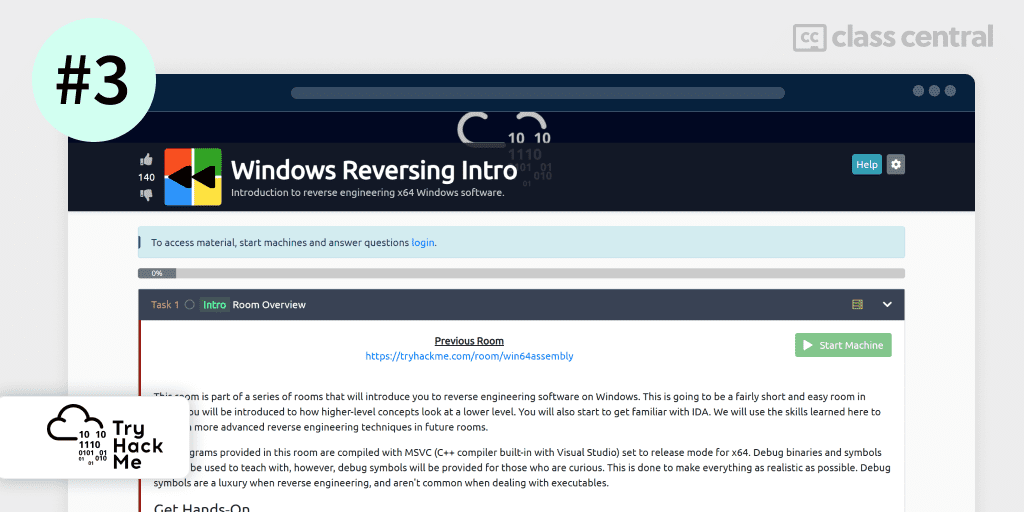 #3
cc class central
10 10
1110
0101 01
01 010
01
140
Windows Reversing Intro
Introduction to reverse engineering x64 Windows software.
Help
To access material, start machines and answer questions login.
0%
Task 1 Intro Room Overview
Previous Room
https://tryhackme.com/room/win64assembly
Start Machine
This room is part of a series of rooms that will introduce you to reverse engineering software on Windows. This is going to be a fairly short and easy room in
you will be introduced to how higher-level concepts look at a lower level. You will also start to get familiar with IDA. We will use the skills learned here to
more advanced reverse engineering techniques in future rooms.
grams provided in this room are compiled with MSVC (C++ compiler built-in with Visual Studio) set to release mode for x64. Debug binaries and symbols
be used to teach with, however, debug symbols will be provided for those who are curious. This is done to make everything as realistic as possible. Debug
symbols are a luxury when reverse engineering, and aren't common when dealing with executables.
Get Hands-On
10 10
1110
0101 01
01 010
01
Try
Hack
Me